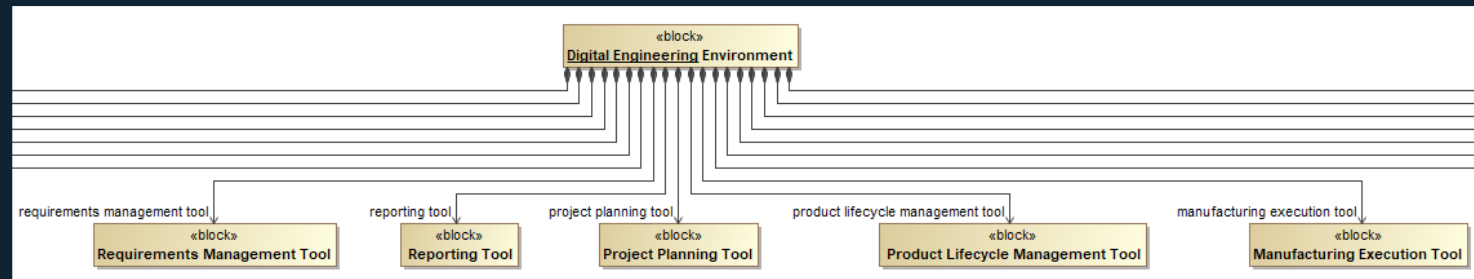 «block»
Digital Engineering Environment
requirements management tool
reporting tool
project planning tool
product lifecycle management tool
manufacturing execution tool
«block»
Requirements Management Tool
«block»
Reporting Tool
«block»
Project Planning Tool
«block»
Product Lifecycle Management Tool
«block»
Manufacturing Execution Tool